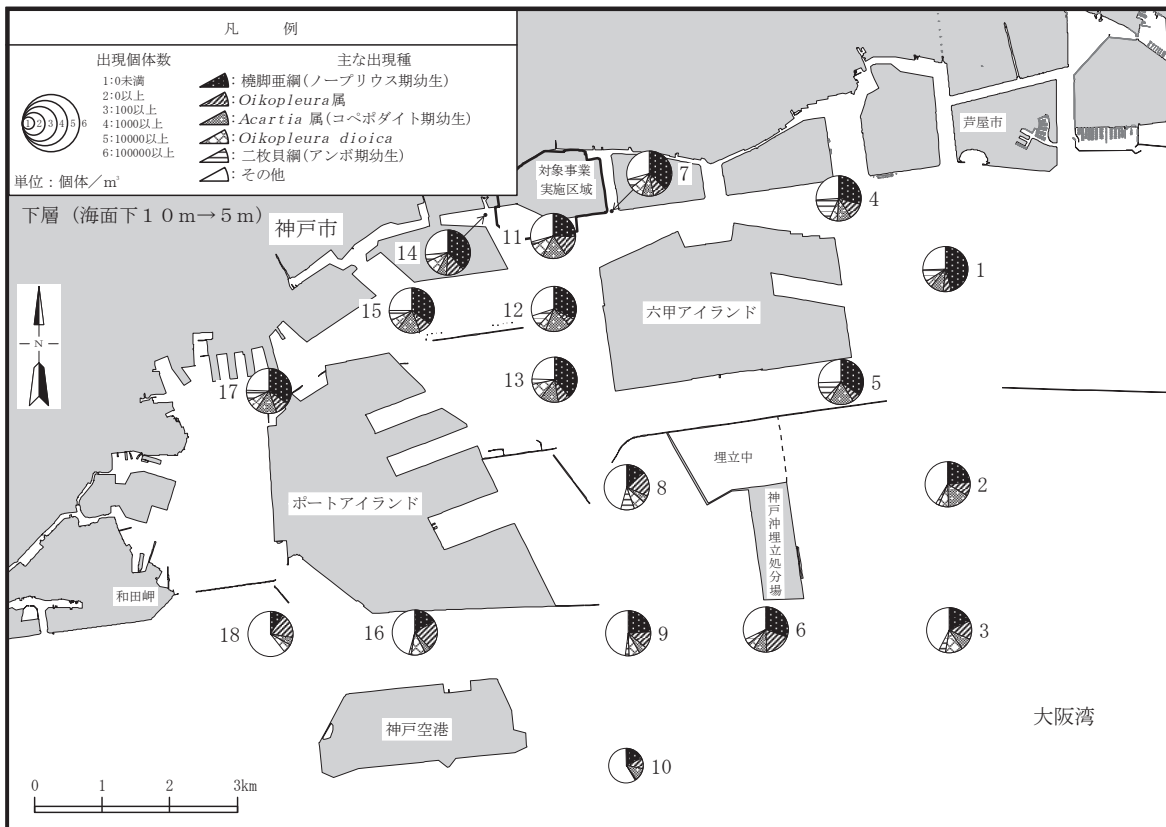 凡 例
出現個体数
1:0未満
2:0以上
3:100以上
4:1000以上
5:10000以上
6:100000以上
1 2 3 4 5 6
単位：個体／m³
主な出現種
：橈脚亜綱(ノープリウス期幼生)
：Oikopleura属
：Acartia 属(コペポダイト期幼生)
：Oikopleura dioica
：二枚貝綱(アンボ期幼生)
：その他
下層（海面下１０m→５m）
神戸市
芦屋市
対象事業
実施区域
7
4
11
14
1
15
12
六甲アイランド
N
13
5
17
埋立中
8
2
ポートアイランド
神戸沖埋立処分場
和田岬
18
16
9
6
3
大阪湾
神戸空港
10
0 1 2 3km